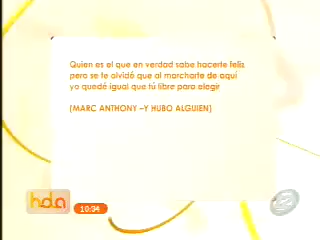 Quien es el que en verdad sabe hacerte feliz
pero se te olvidó que al marcharte de aquí
yo quedé igual que tú libre para elegir
(MARC ANTHONY -Y HUBO ALGUIEN)
hda
10:34